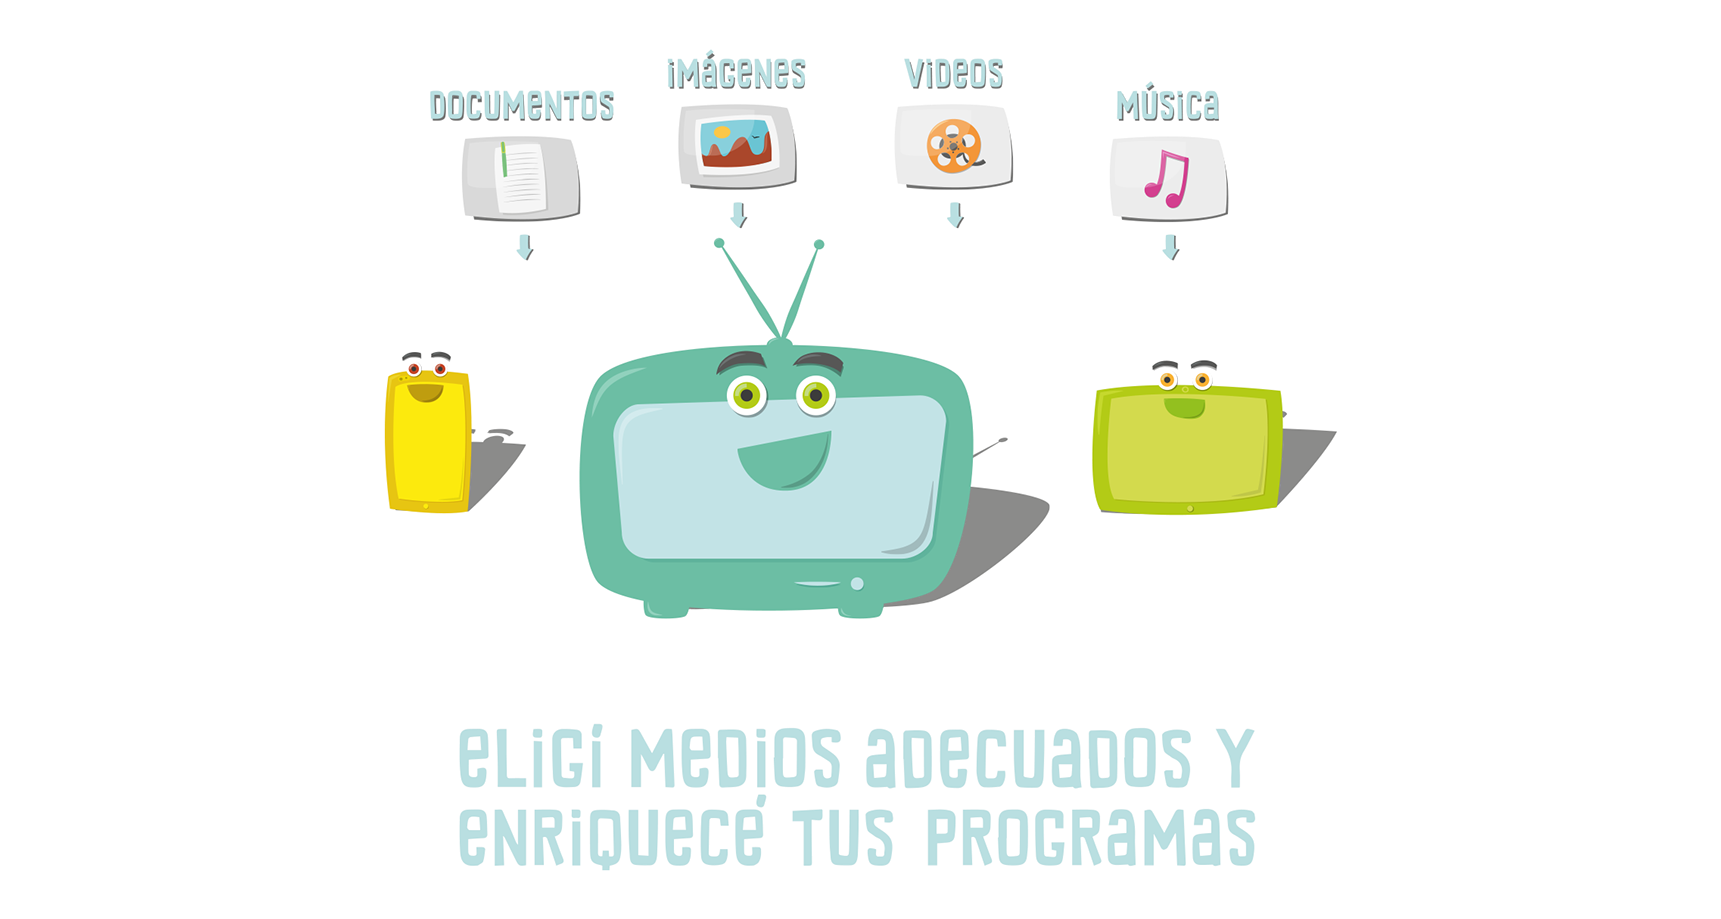 DOCUMENTOS
iMÁGENES
ViDEOS
MÚSiCA
eLiGÍ MeDiOS ADECUADOS Y
ENRiQUECÉ TUS PROGRAMAS